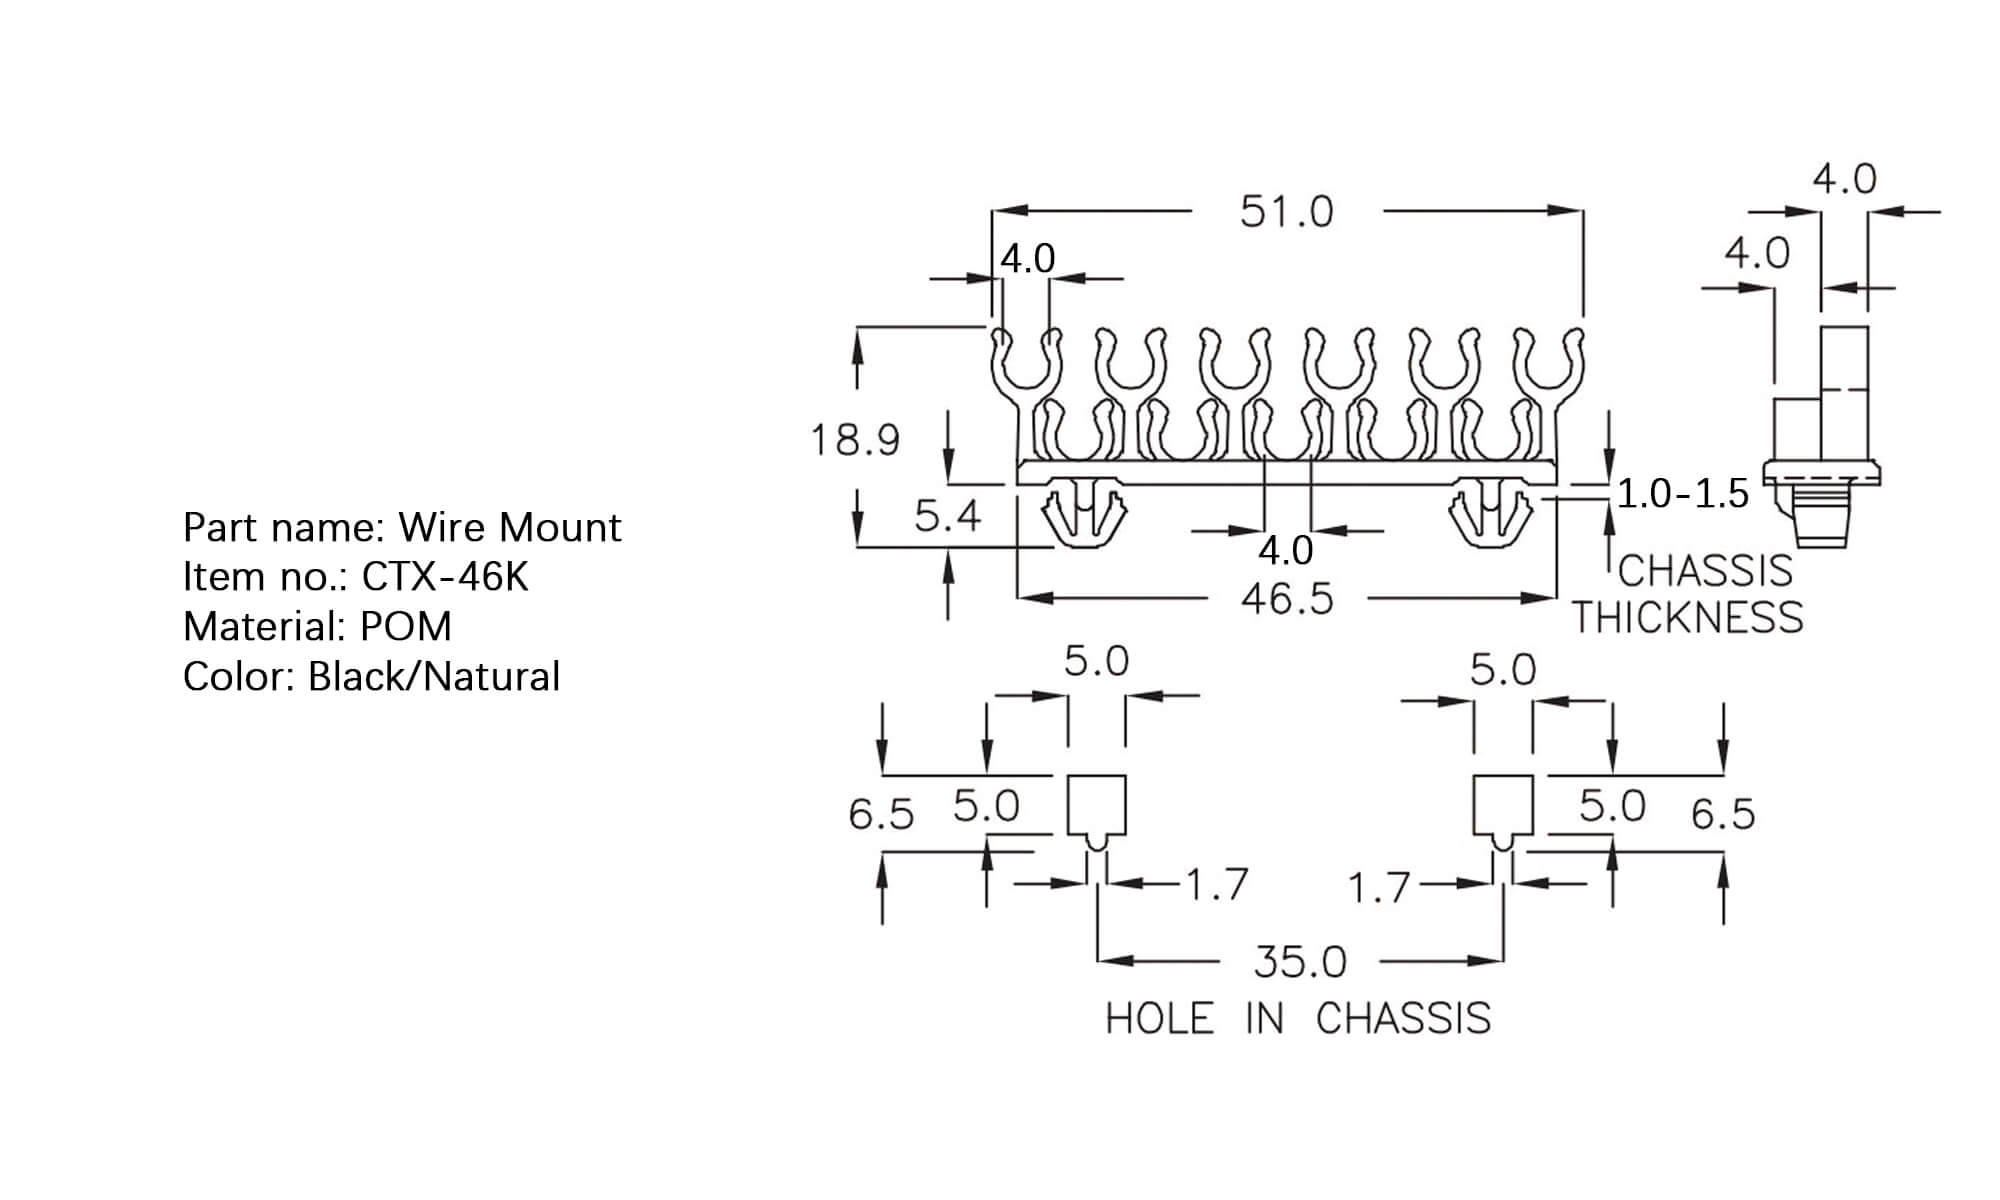 Part name: Wire Mount
Item no.: CTX-46K
Material: POM
Color: Black/Natural
4.0
51.0
4.0
4.0
18.9
5.4
1.0-1.5
4.0
CHASSIS
THICKNESS
46.5
5.0
5.0
6.5
5.0
5.0
6.5
1.7
1.7
35.0
HOLE IN CHASSIS